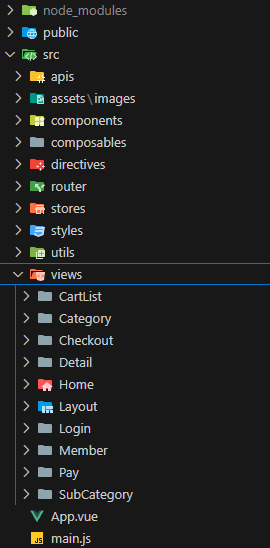 node_modules
public
src
apis
assets\images
components
composables
directives
router
stores
styles
utils
views
CartList
Category
Checkout
Detail
Home
Layout
Login
Member
Pay
SubCategory
App.vue
JS main.js